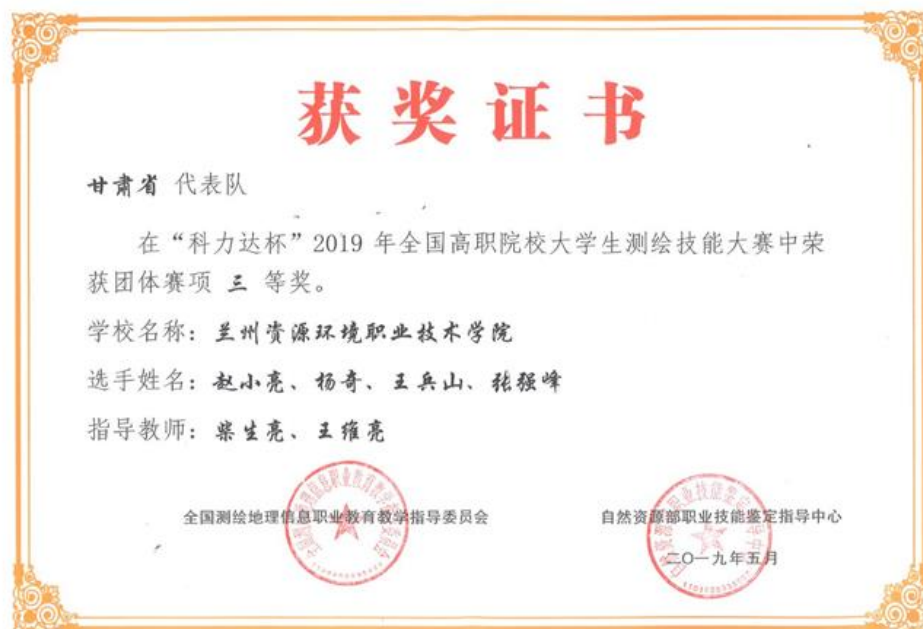 获奖证书
甘肃省 代表队
在“科力达杯”2019 年全国高职院校大学生测绘技能大赛中荣
获团体赛项 三 等奖。
学校名称：兰州资源环境职业技术学院
选手姓名：赵小亮、杨奇、王兵山、张强峰
指导教师：柴生亮、王维亮
全国测绘地理信息职业教育教学指导委员会
自然资源部职业技能鉴定指导中心
二〇一九年五月